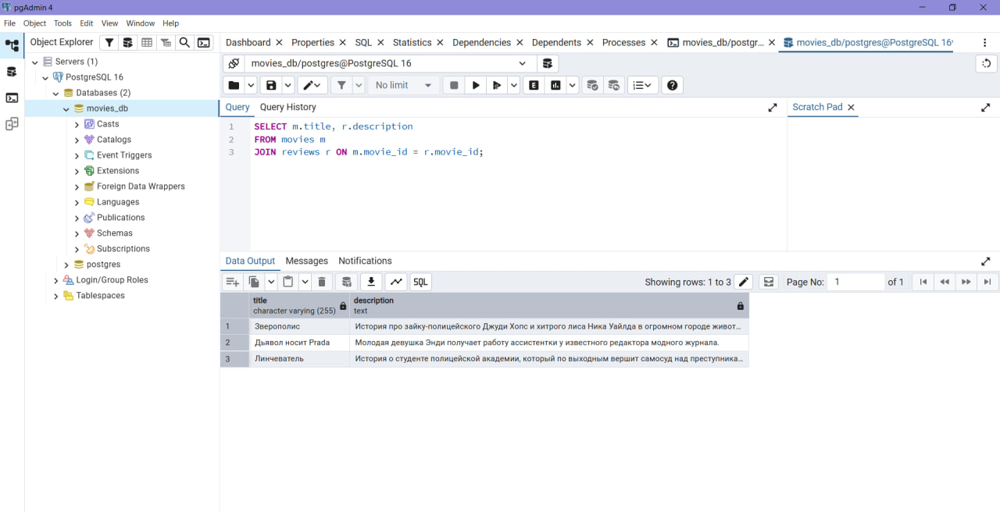 pgAdmin 4
File Object Tools Edit View Window Help
Object Explorer
Dashboard Properties SQL Statistics Dependencies Dependents Processes movies_db/postgr... movies_db/postgres@PostgreSQL 16
Servers (1)
PostgreSQL 16
Databases (2)
movies_db
Casts
Catalogs
Event Triggers
Extensions
Foreign Data Wrappers
Languages
Publications
Schemas
Subscriptions
postgres
Login/Group Roles
Tablespaces
movies_db/postgres@PostgreSQL 16
No limit E
Query Query History
Scratch Pad
1 SELECT m.title, r.description
2 FROM movies m
3 JOIN reviews r ON m.movie_id = r.movie_id;
Data Output Messages Notifications
SQL Showing rows: 1 to 3 Page No: 1 of 1
title description
character varying (255) text
1 Зверополис История про зайку-полицейского Джуди Хопс и хитрого лиса Ника Уайлда в огромном городе живот...
2 Дьявол носит Prada Молодая девушка Энди получает работу ассистентки у известного редактора модного журнала.
3 Линчеватель История о студенте полицейской академии, который по выходным вершит самосуд над преступника...